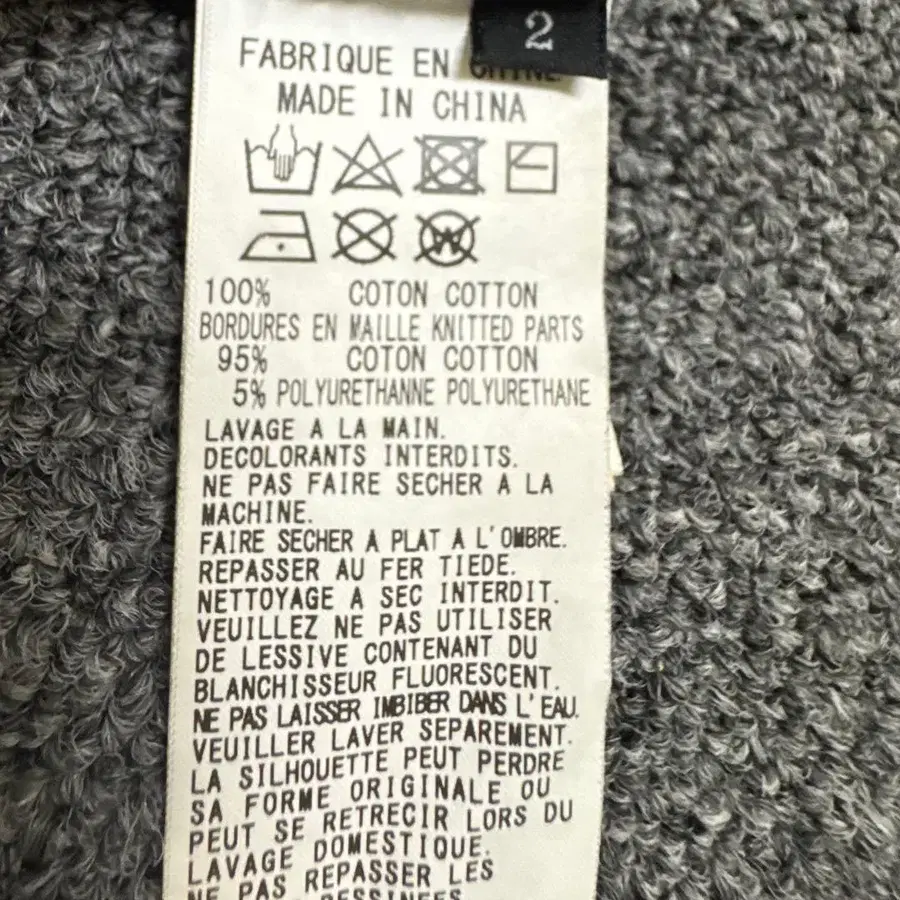 2
FABRIQUE EN CHINE
MADE IN CHINA
W
100% COTON COTTON
BORDURES EN MAILLE KNITTED PARTS
95% COTON COTTON
5% POLYURETHANNE POLYURETHANE
LAVAGE A LA MAIN.
DECOLORANTS INTERDITS.
NE PAS FAIRE SECHER A LA
MACHINE.
FAIRE SECHER A PLAT A L'OMBRE.
REPASSER AU FER TIEDE.
NETTOYAGE A SEC INTERDIT.
VEUILLEZ NE PAS UTILISER
DE LESSIVE CONTENANT DU
BLANCHISSEUR FLUORESCENT.
NE PAS LAISSER IMBIBER DANS L'EAU.
VEUILLER LAVER SEPAREMENT.
LA SILHOUETTE PEUT PERDRE
SA FORME ORIGINALE OU
PEUT SE RETRECIR LORS DU
LAVAGE DOMESTIQUE.
NE PAS REPASSER LES
DESSINEES